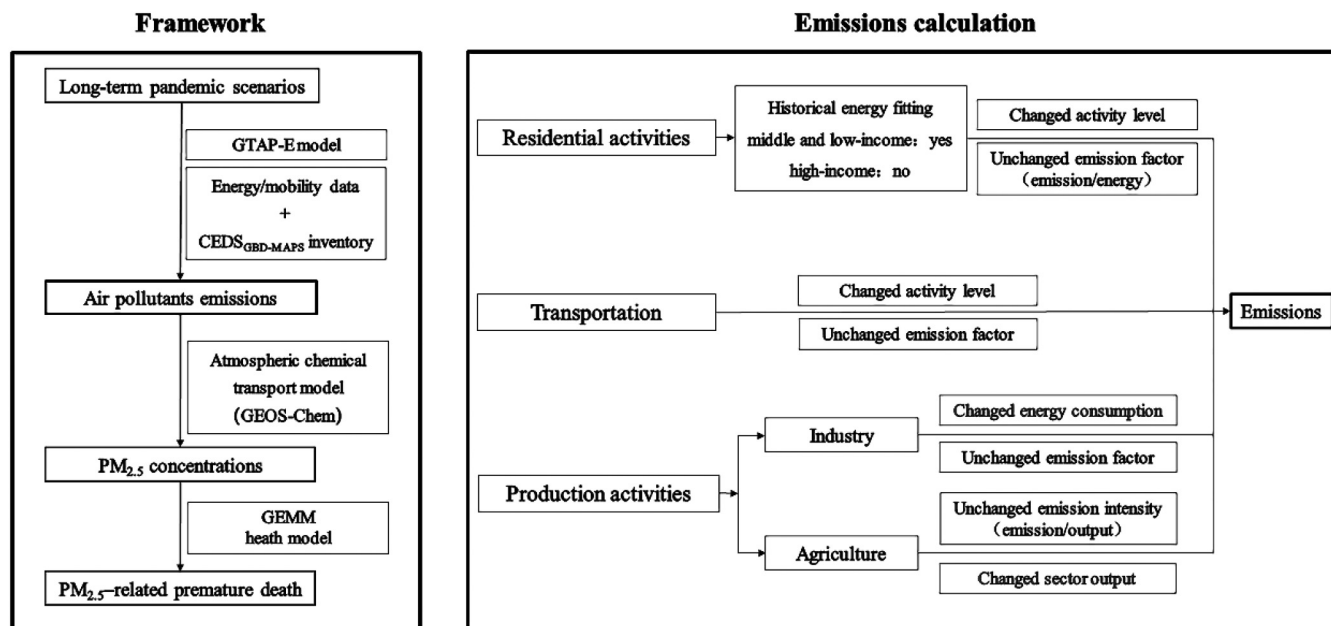 Framework
Long-term pandemic scenarios
GTAP-E model
Energy/mobility data
+
CEDSGBD-MAPS inventory
Air pollutants emissions
Atmospheric chemical
transport model
(GEOS-Chem)
PM2.5 concentrations
GEMM
heath model
PM2.5–related premature death
Emissions calculation
Residential activities
Historical energy fitting
middle and low-income: yes
high-income: no
Changed activity level
Unchanged emission factor
(emission/energy)
Transportation
Changed activity level
Unchanged emission factor
Emissions
Production activities
Industry
Changed energy consumption
Unchanged emission factor
Agriculture
Unchanged emission intensity
(emission/output)
Changed sector output